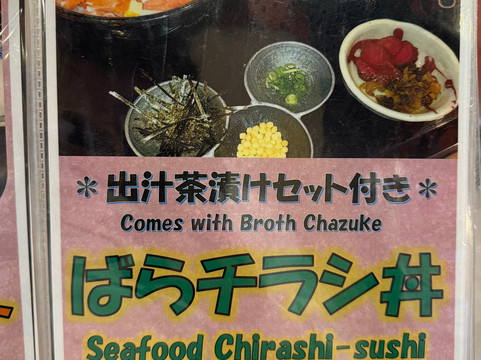 ＊出汁茶漬けセット付き＊
Comes with Broth Chazuke
ばらチラシ丼
Seafood Chirashi-sushi